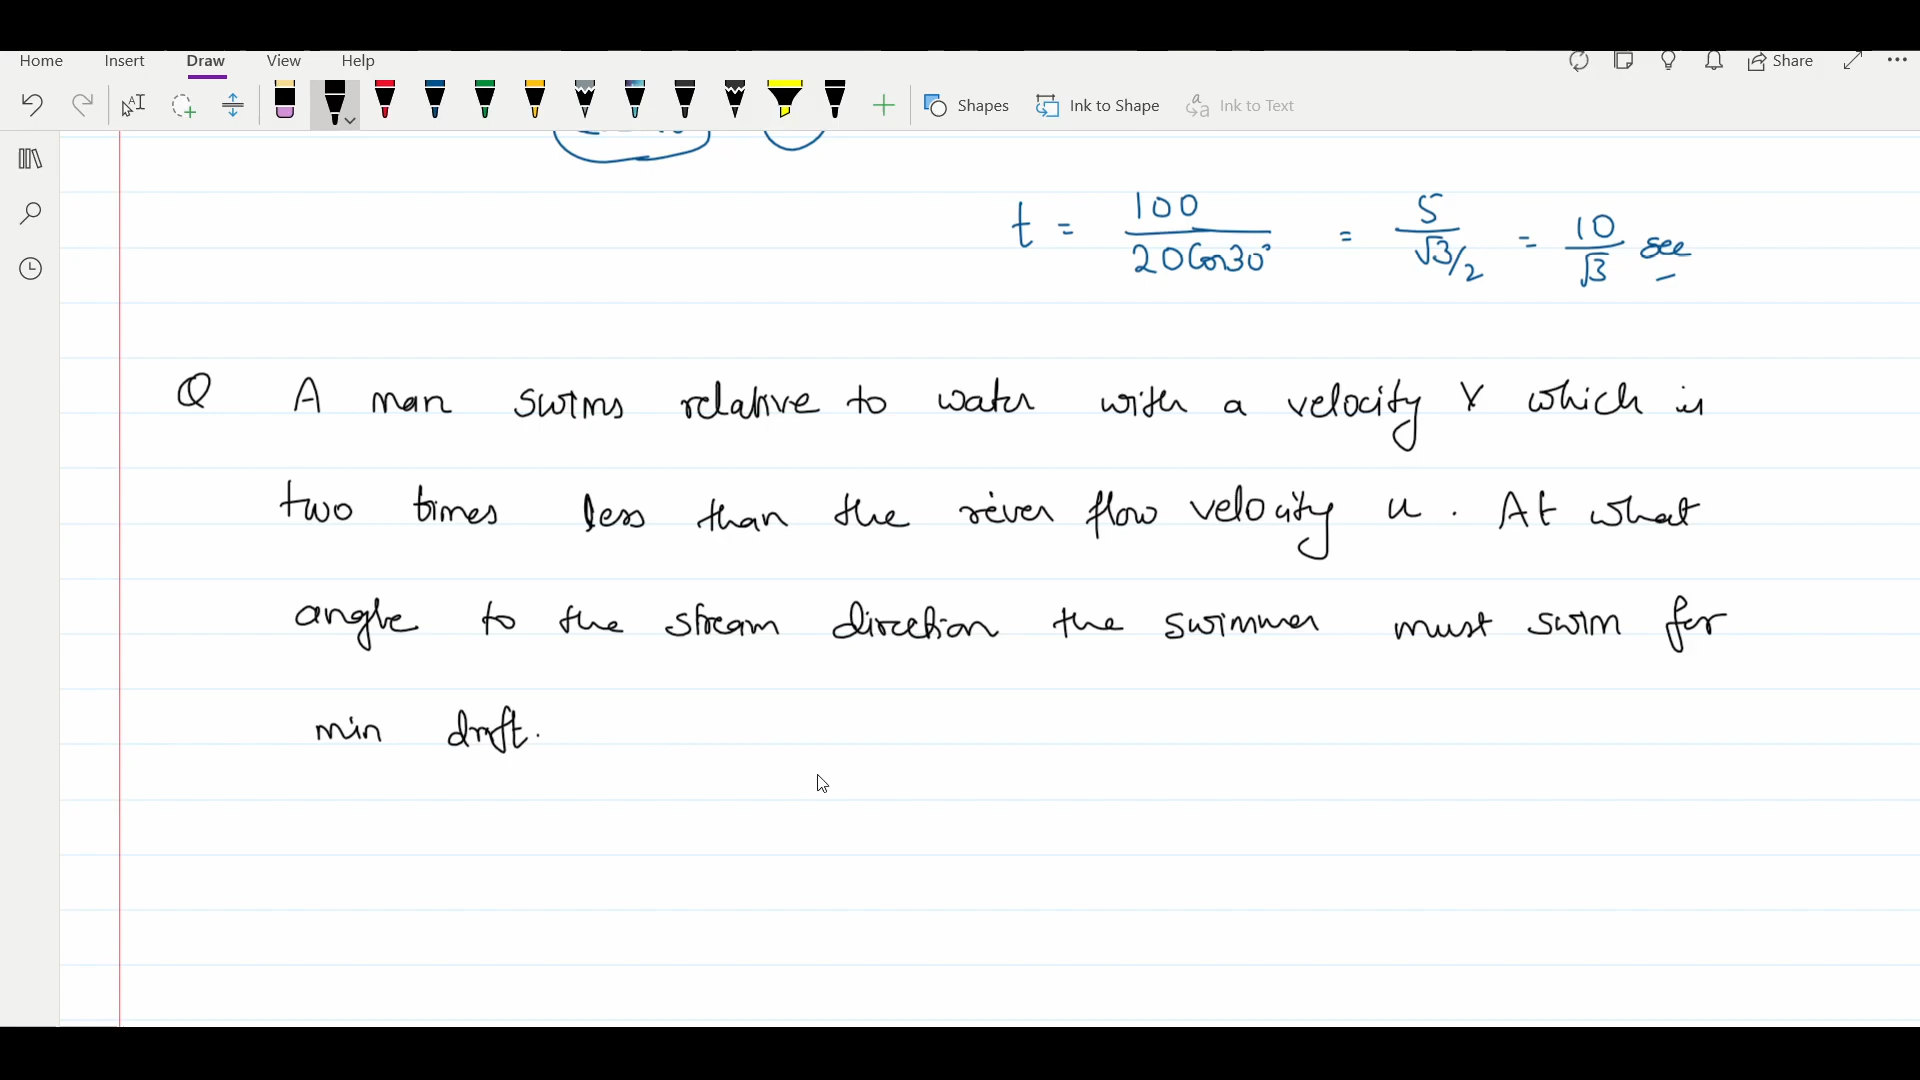 Home Insert Draw View Help Share
Shapes Ink to Shape Ink to Text
t = 100 / 20 Cos30° = 5 / √3/2 = 10 / √3 sec
Q A man swims relative to water with a velocity V which is
two times less than the river flow velocity u. At what
angle to the stream direction the swimmer must swim for
min drift.